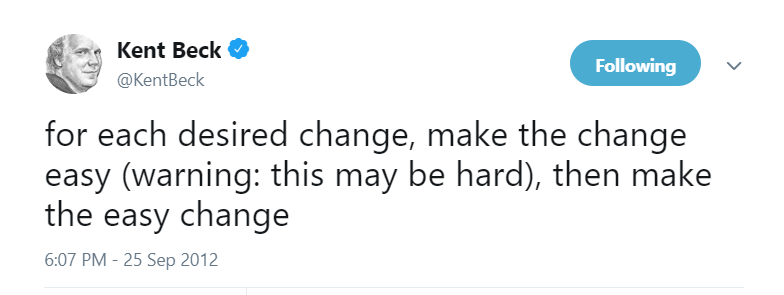 Kent Beck
@KentBeck
Following
for each desired change, make the change
easy (warning: this may be hard), then make
the easy change
6:07 PM - 25 Sep 2012